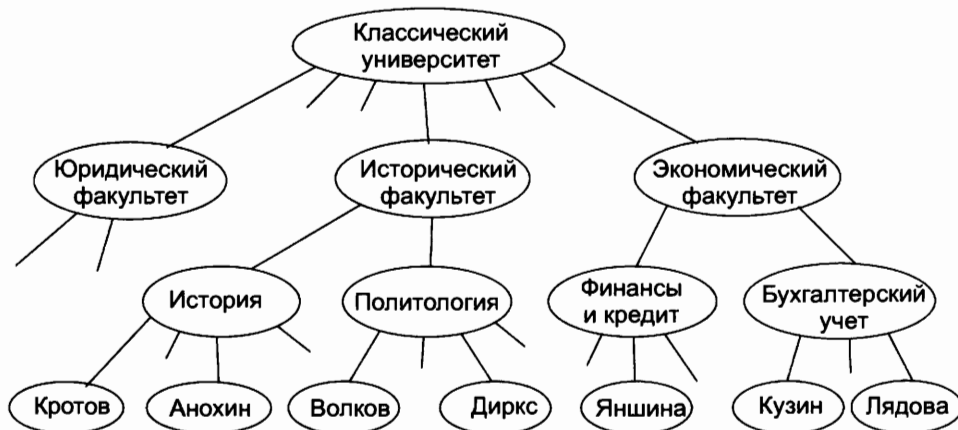 Классический
университет
Юридический
факультет
Исторический
факультет
Экономический
факультет
История
Политология
Финансы
и кредит
Бухгалтерский
учет
Кротов
Анохин
Волков
Диркс
Яншина
Кузин
Лядова